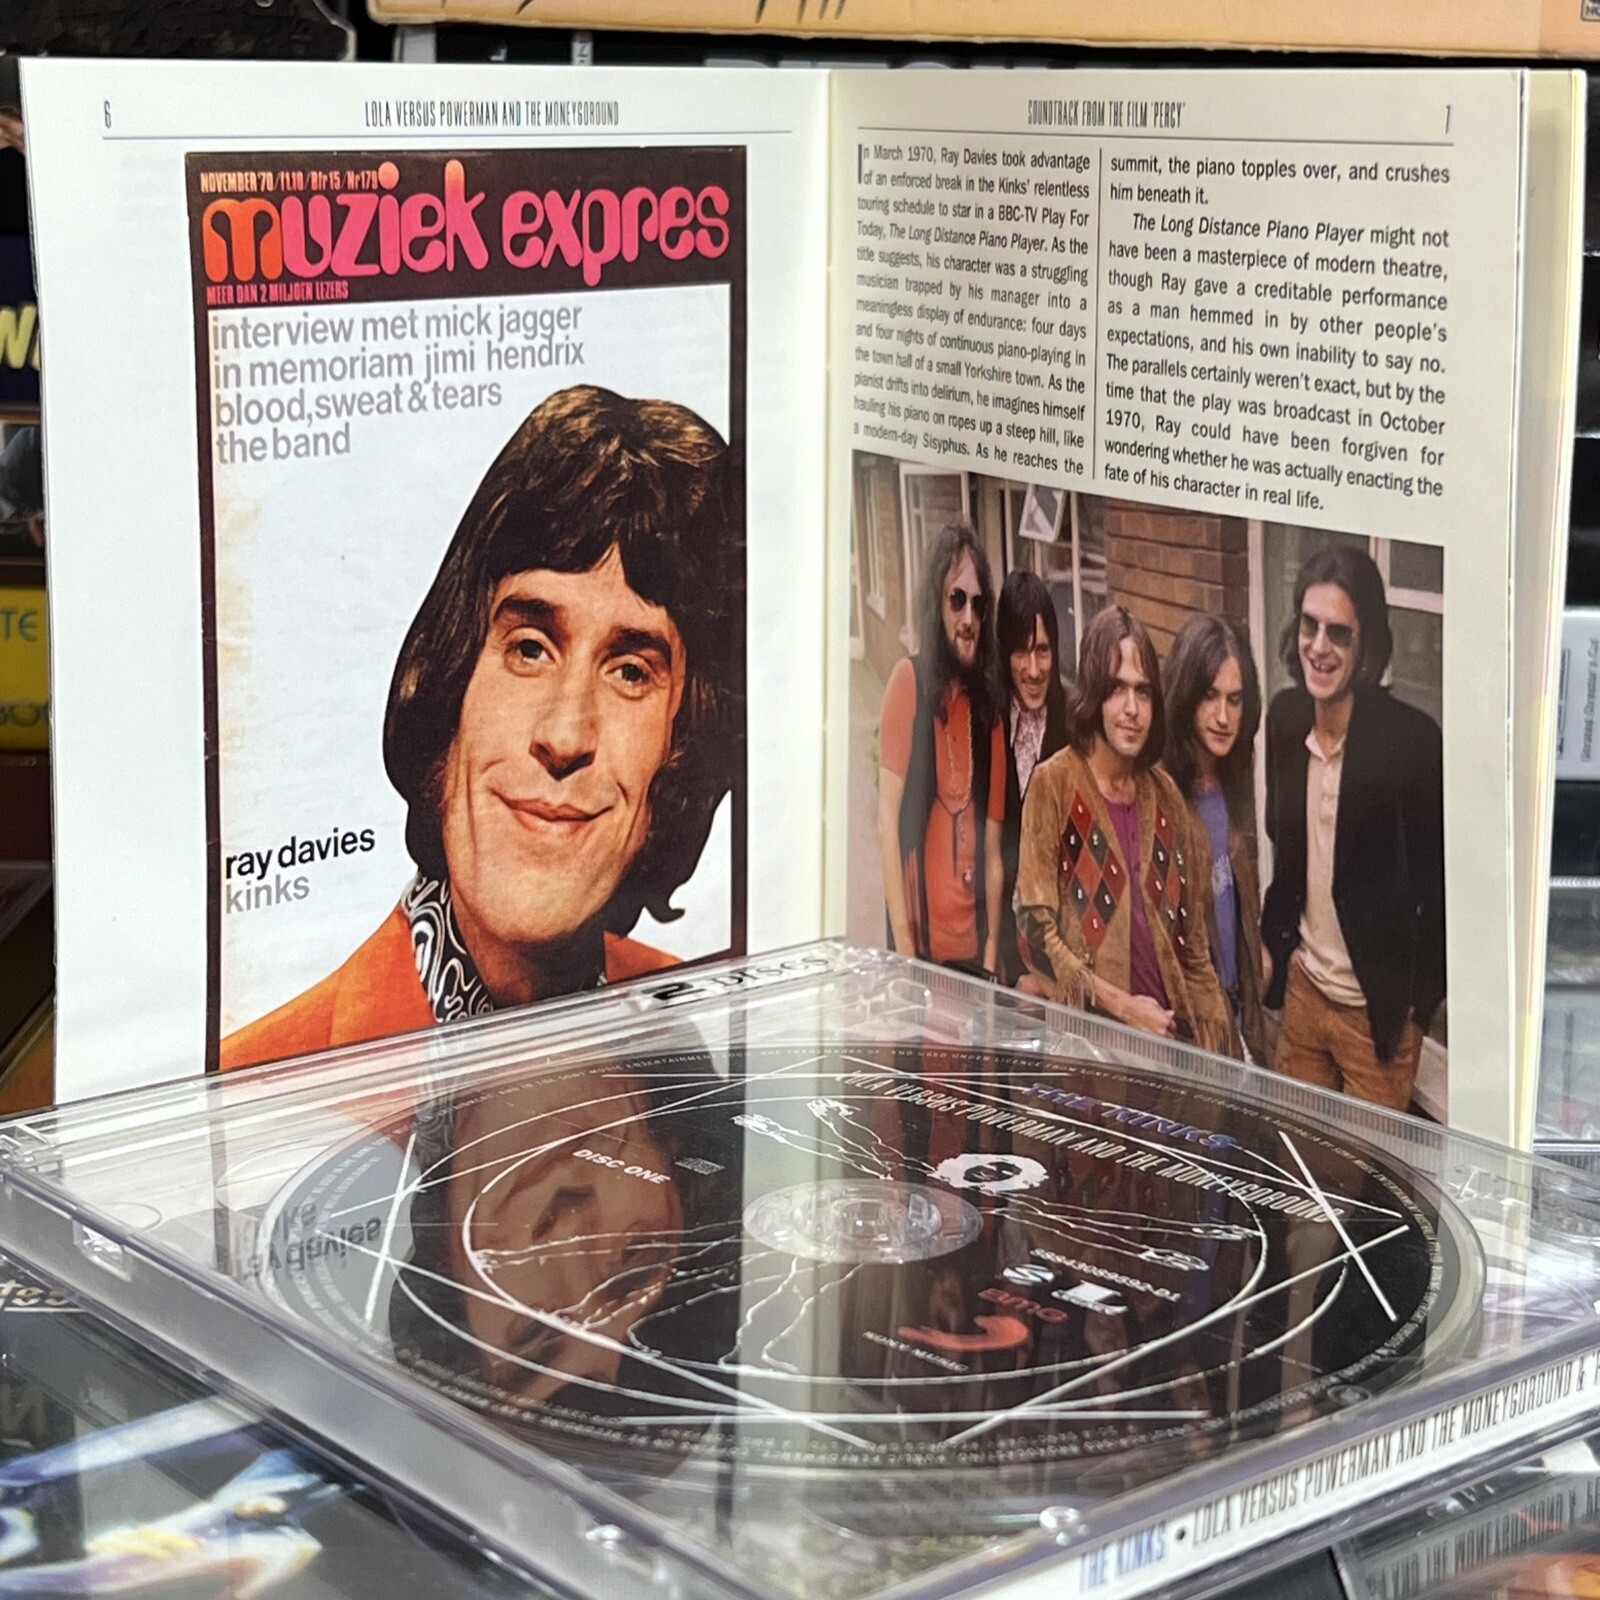 6
LOLA VERSUS POWERMAN AND THE MONEYGOROUND
NOVEMBER'70/fl.10/Bfr15/Nr179
muziek expres
MEER DAN 2 MILJOEN LEZERS
interview met mick jagger
in memoriam jimi hendrix
blood,sweat & tears
the band
ray davies
kinks
SOUNDTRACK FROM THE FILM 'PERCY'
7
In March 1970, Ray Davies took advantage
of an enforced break in the Kinks' relentless
touring schedule to star in a BBC-TV Play For
Today, The Long Distance Piano Player. As the
title suggests, his character was a struggling
musician trapped by his manager into a
meaningless display of endurance: four days
and four nights of continuous piano-playing in
the town hall of a small Yorkshire town. As the
pianist drifts into delirium, he imagines himself
hauling his piano on ropes up a steep hill, like
a modern-day Sisyphus. As he reaches the
summit, the piano topples over, and crushes
him beneath it.
The Long Distance Piano Player might not
have been a masterpiece of modern theatre,
though Ray gave a creditable performance
as a man hemmed in by other people's
expectations, and his own inability to say no.
The parallels certainly weren't exact, but by the
time that the play was broadcast in October
1970, Ray could have been forgiven for
wondering whether he was actually enacting the
fate of his character in real life.
2 DISCS
THE KINKS
LOLA VERSUS POWERMAN AND THE MONEYGOROUND
DISC ONE
THE KINKS • LOLA VERSUS POWERMAN AND THE MONEYGOROUND &